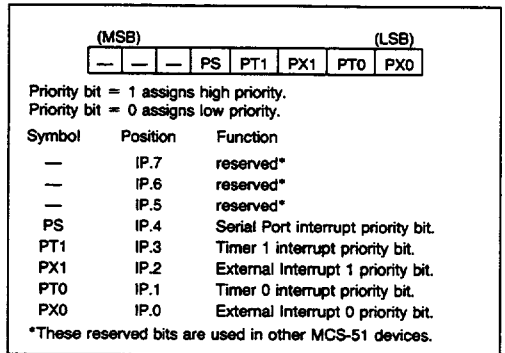 (MSB) (LSB)
— — — PS PT1 PX1 PT0 PX0
Priority bit = 1 assigns high priority.
Priority bit = 0 assigns low priority.
Symbol Position Function
— IP.7 reserved*
— IP.6 reserved*
— IP.5 reserved*
PS IP.4 Serial Port interrupt priority bit.
PT1 IP.3 Timer 1 interrupt priority bit.
PX1 IP.2 External Interrupt 1 priority bit.
PT0 IP.1 Timer 0 interrupt priority bit.
PX0 IP.0 External Interrupt 0 priority bit.
*These reserved bits are used in other MCS-51 devices.